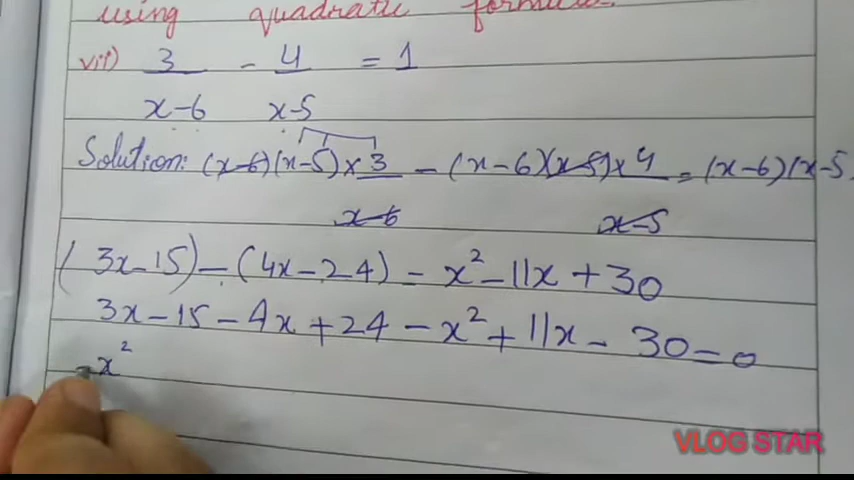 using quadratic formula.
vii) 3/x-6 - 4/x-5 = 1
Solution: (x-6)(x-5)×3/x-6 - (x-6)(x-5)×4/x-5 = (x-6)(x-5
(3x-15)-(4x-24) = x²-11x+30
3x-15-4x+24-x²+11x-30=0
-x²
VLOG STAR